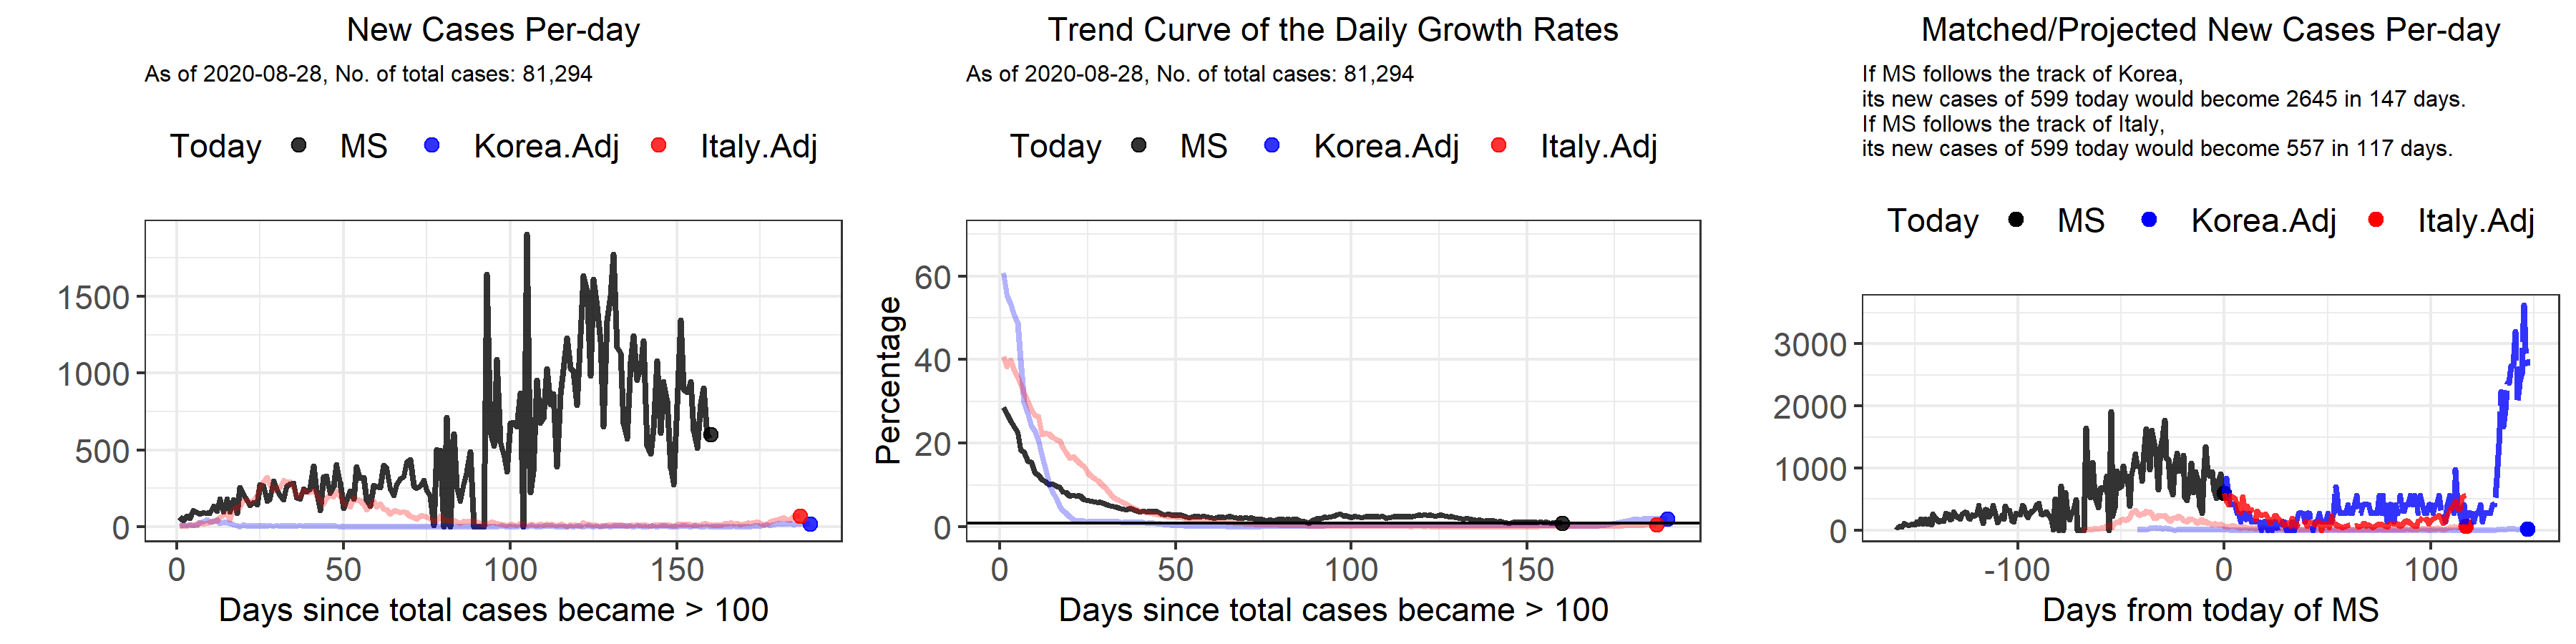 New Cases Per-day
As of 2020-08-28, No. of total cases: 81,294
Today MS Korea.Adj Italy.Adj
1500
1000
500
0
0 50 100 150
Days since total cases became > 100
Trend Curve of the Daily Growth Rates
As of 2020-08-28, No. of total cases: 81,294
Today MS Korea.Adj Italy.Adj
Percentage
60
40
20
0
0 50 100 150
Days since total cases became > 100
Matched/Projected New Cases Per-day
If MS follows the track of Korea,
its new cases of 599 today would become 2645 in 147 days.
If MS follows the track of Italy,
its new cases of 599 today would become 557 in 117 days.
Today MS Korea.Adj Italy.Adj
3000
2000
1000
0
-100 0 100
Days from today of MS